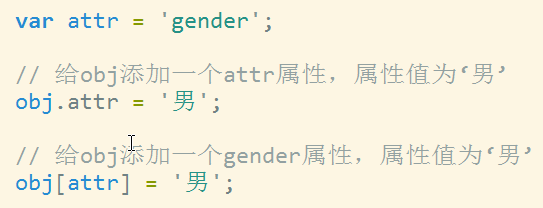 var attr = 'gender';
// 给obj添加一个attr属性，属性值为‘男’
obj.attr = '男';
// 给obj添加一个gender属性，属性值为‘男’
obj[attr] = '男';